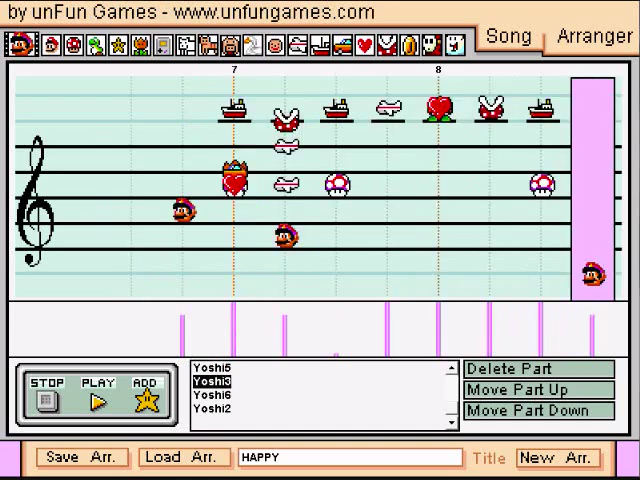 by unFun Games - www.unfungames.com
Song
Arranger
7
8
STOP
PLAY
ADD
Yoshi5
Yoshi3
Yoshi6
Yoshi2
Delete Part
Move Part Up
Move Part Down
Save Arr.
Load Arr.
HAPPY
Title
New Arr.